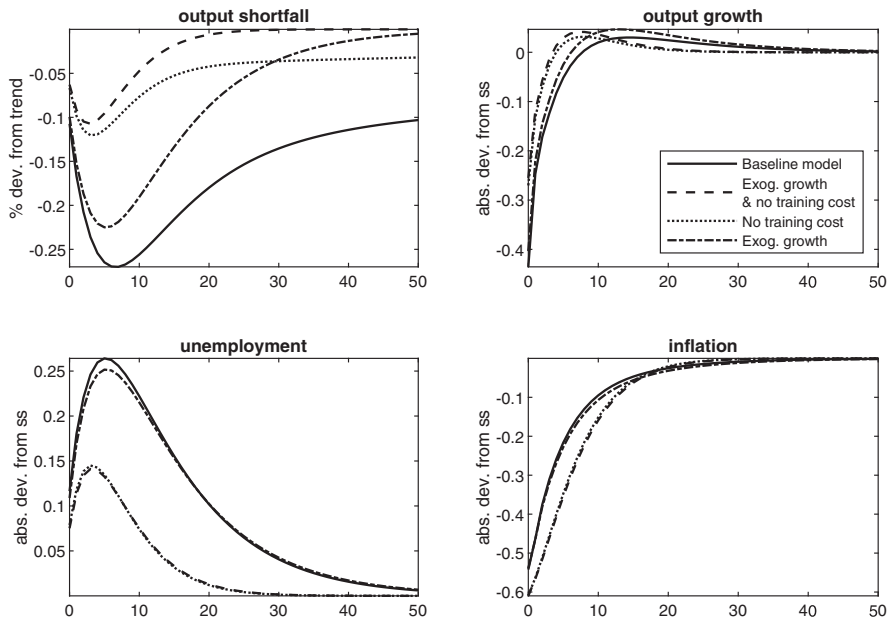 output shortfall
% dev. from trend
-0.05
-0.1
-0.15
-0.2
-0.25
0 10 20 30 40 50
output growth
abs. dev. from ss
0
-0.1
-0.2
-0.3
-0.4
Baseline model
Exog. growth
& no training cost
No training cost
Exog. growth
0 10 20 30 40 50
unemployment
abs. dev. from ss
0.25
0.2
0.15
0.1
0.05
0 10 20 30 40 50
inflation
abs. dev. from ss
-0.1
-0.2
-0.3
-0.4
-0.5
-0.6
0 10 20 30 40 50